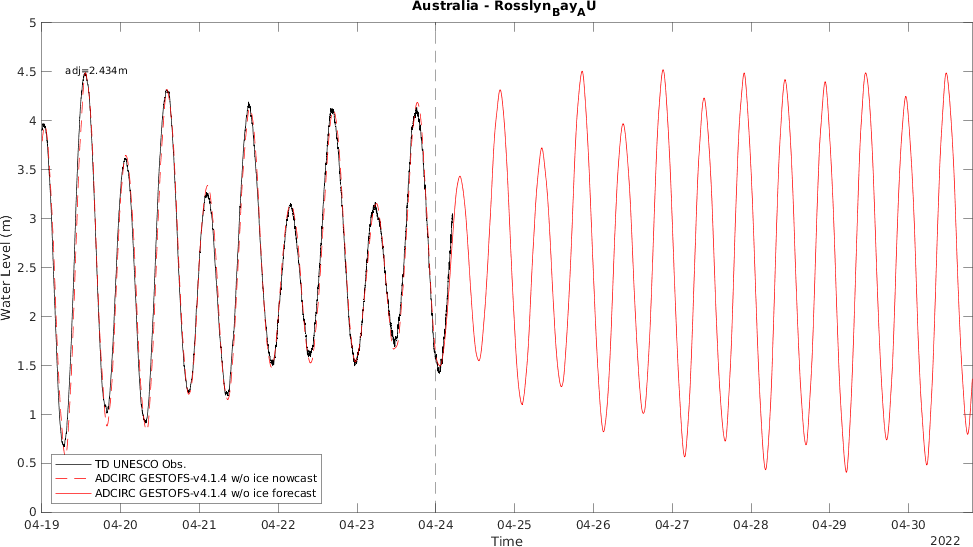 Australia - Rosslyn_Bay_AU
adj=2.434m
Water Level (m)
5
4.5
4
3.5
3
2.5
2
1.5
1
0.5
0
TD UNESCO Obs.
ADCIRC GESTOFS-v4.1.4 w/o ice nowcast
ADCIRC GESTOFS-v4.1.4 w/o ice forecast
04-19 04-20 04-21 04-22 04-23 04-24 04-25 04-26 04-27 04-28 04-29 04-30
Time
2022